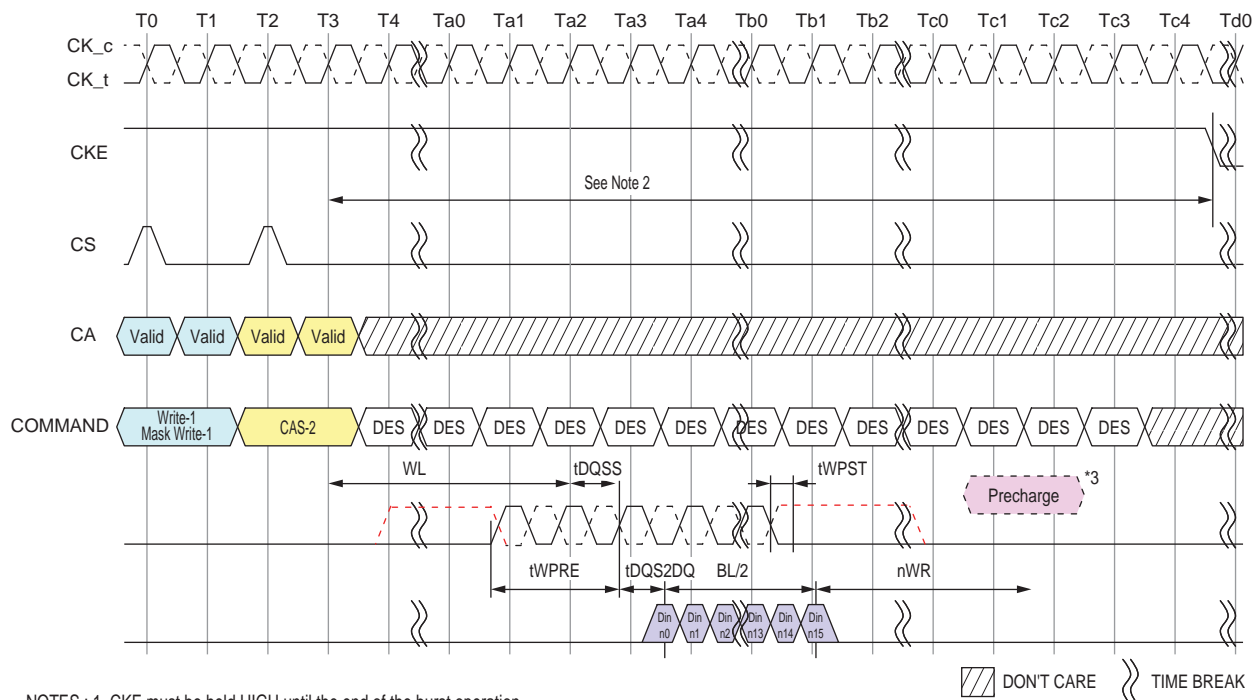 T0 T1 T2 T3 T4 Ta0 Ta1 Ta2 Ta3 Ta4 Tb0 Tb1 Tb2 Tc0 Tc1 Tc2 Tc3 Tc4 Td0
CK_c
CK_t
CKE
See Note 2
CS
CA Valid Valid Valid Valid
COMMAND Write-1 Mask Write-1 CAS-2 DES DES DES DES DES DES DES DES DES DES DES DES DES
WL tDQSS tWPST
Precharge *3
tWPRE tDQS2DQ BL/2 nWR
Din n0 Din n1 Din n2 Din n13 Din n14 Din n15
DON'T CARE TIME BREAK
NOTES : 1. CKE must be held HIGH until the end of the burst operation.